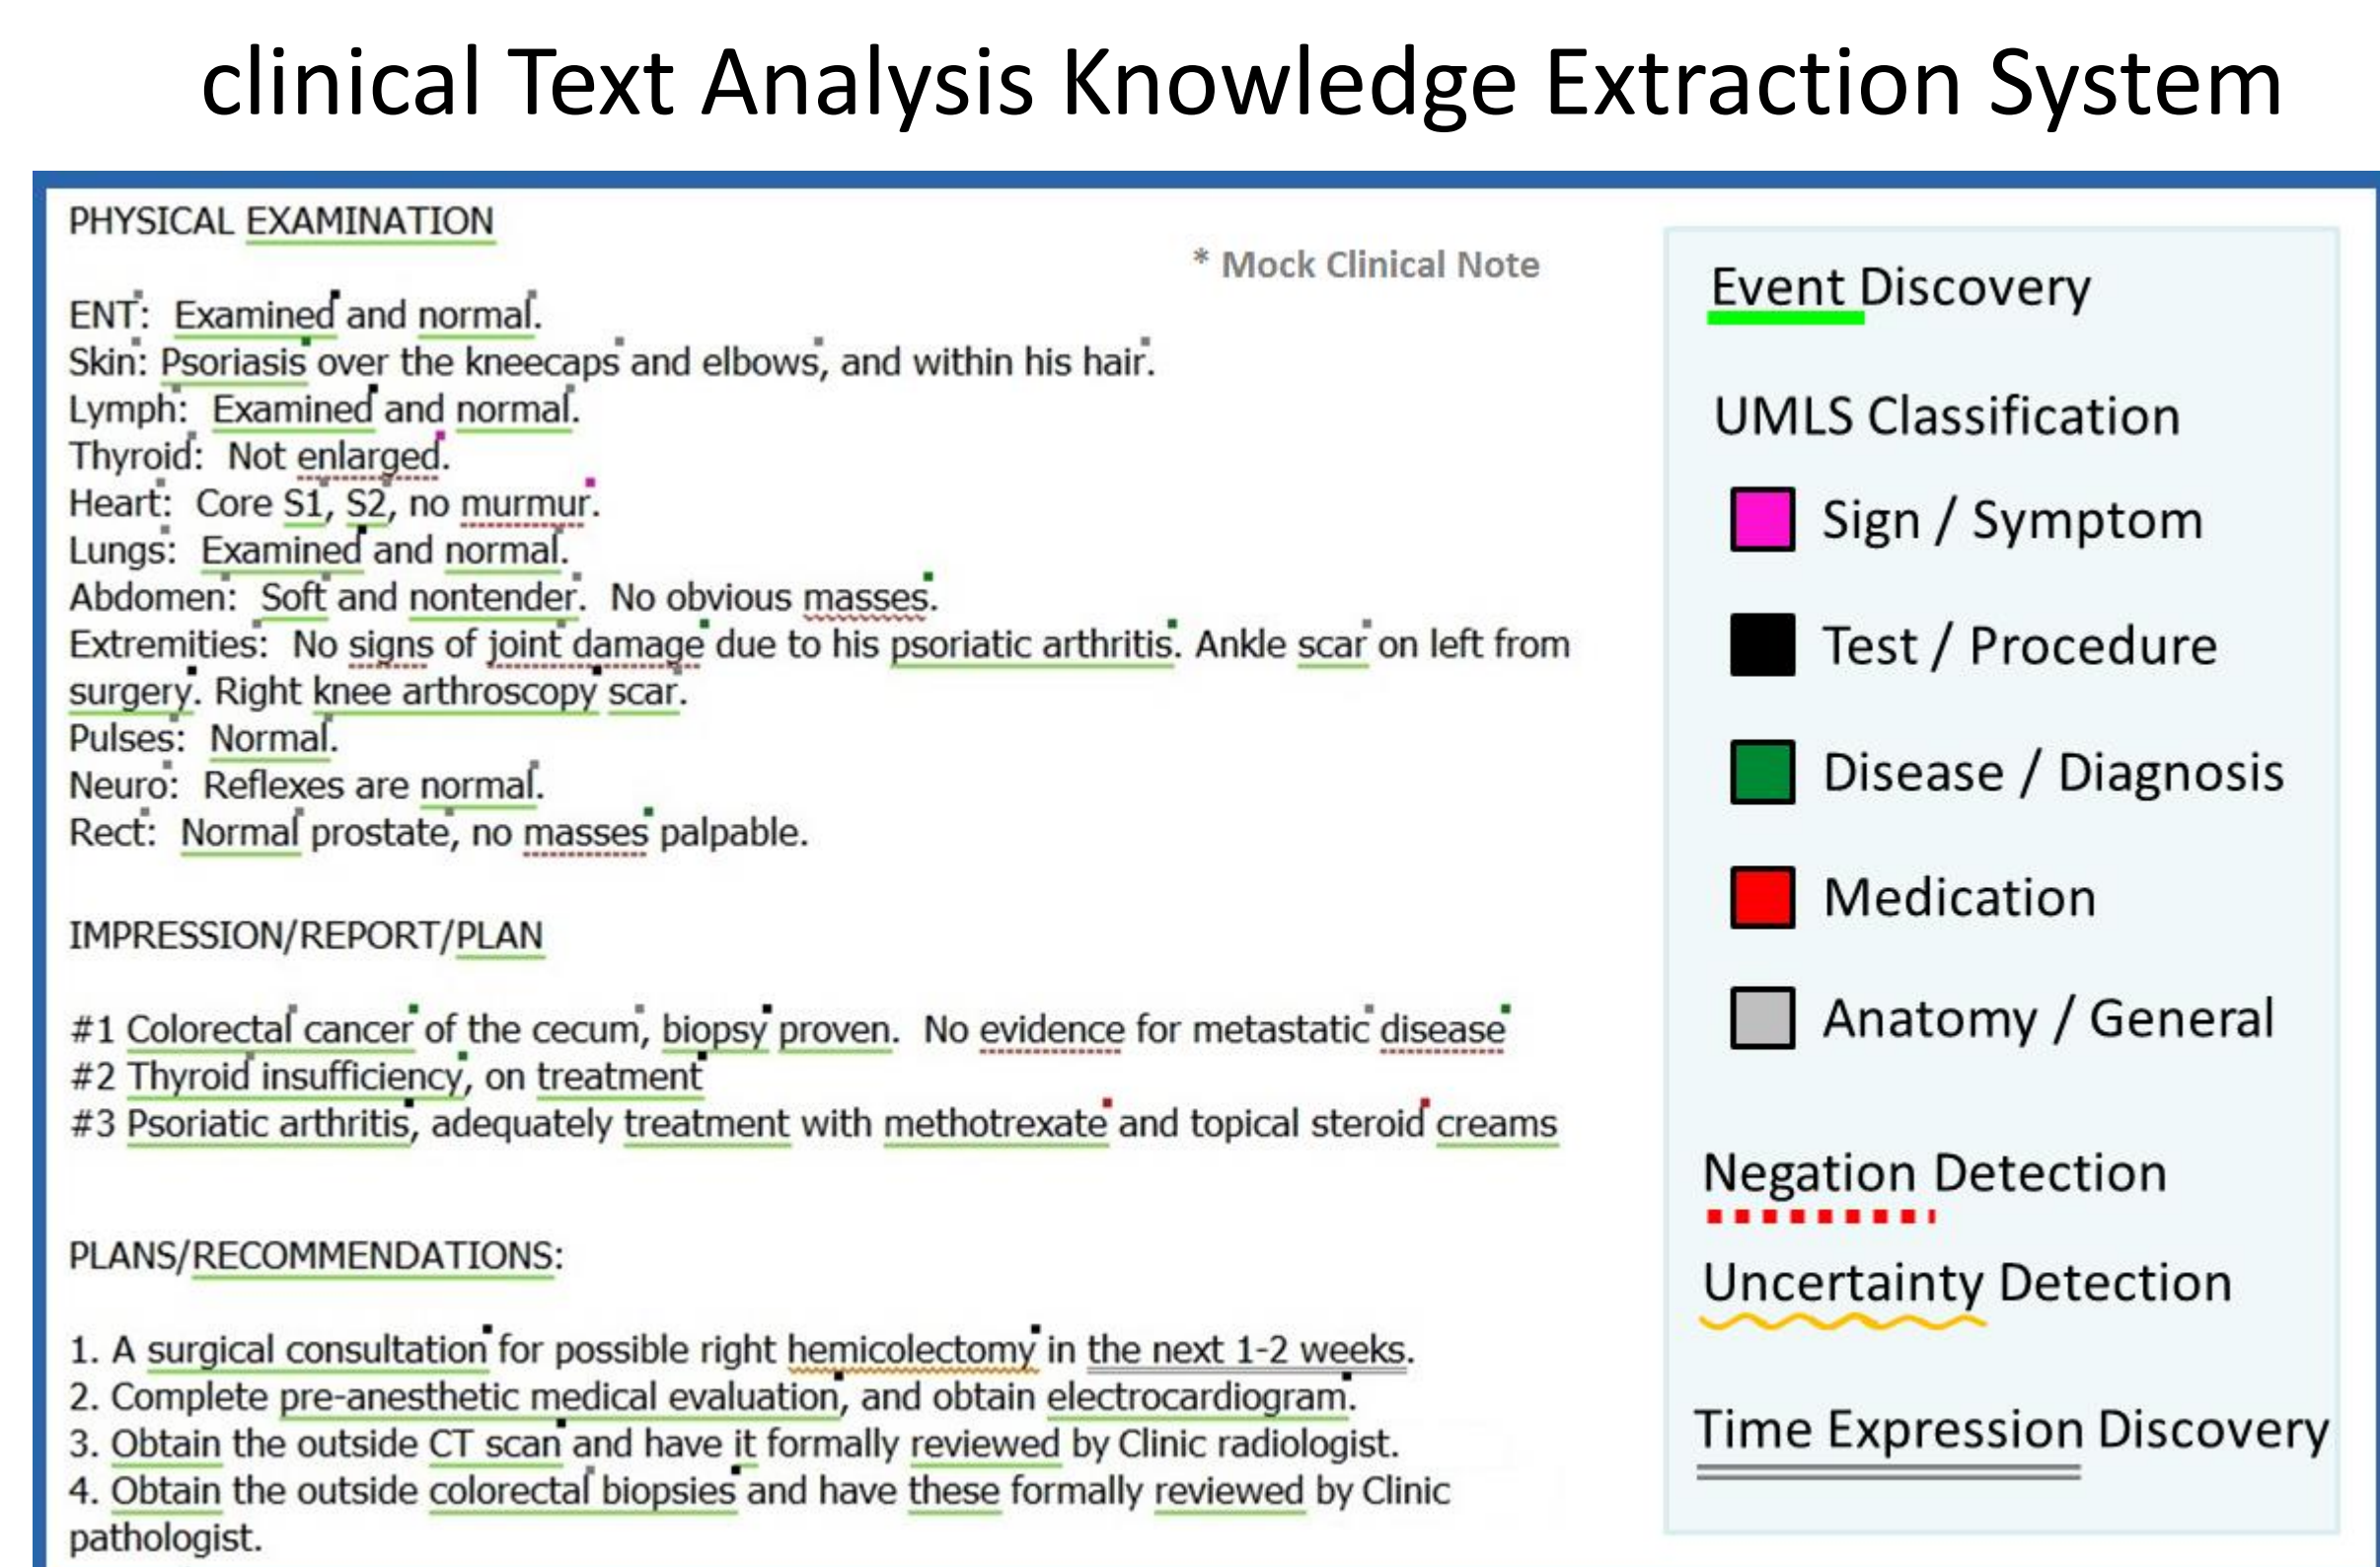 clinical Text Analysis Knowledge Extraction System
PHYSICAL EXAMINATION
* Mock Clinical Note
ENT: Examined and normal.
Skin: Psoriasis over the kneecaps and elbows, and within his hair.
Lymph: Examined and normal.
Thyroid: Not enlarged.
Heart: Core S1, S2, no murmur.
Lungs: Examined and normal.
Abdomen: Soft and nontender. No obvious masses.
Extremities: No signs of joint damage due to his psoriatic arthritis. Ankle scar on left from
surgery. Right knee arthroscopy scar.
Pulses: Normal.
Neuro: Reflexes are normal.
Rect: Normal prostate, no masses palpable.
IMPRESSION/REPORT/PLAN
#1 Colorectal cancer of the cecum, biopsy proven. No evidence for metastatic disease
#2 Thyroid insufficiency, on treatment
#3 Psoriatic arthritis, adequately treatment with methotrexate and topical steroid creams
PLANS/RECOMMENDATIONS:
1. A surgical consultation for possible right hemicolectomy in the next 1-2 weeks.
2. Complete pre-anesthetic medical evaluation, and obtain electrocardiogram.
3. Obtain the outside CT scan and have it formally reviewed by Clinic radiologist.
4. Obtain the outside colorectal biopsies and have these formally reviewed by Clinic
pathologist.
Event Discovery
UMLS Classification
Sign / Symptom
Test / Procedure
Disease / Diagnosis
Medication
Anatomy / General
Negation Detection
Uncertainty Detection
Time Expression Discovery